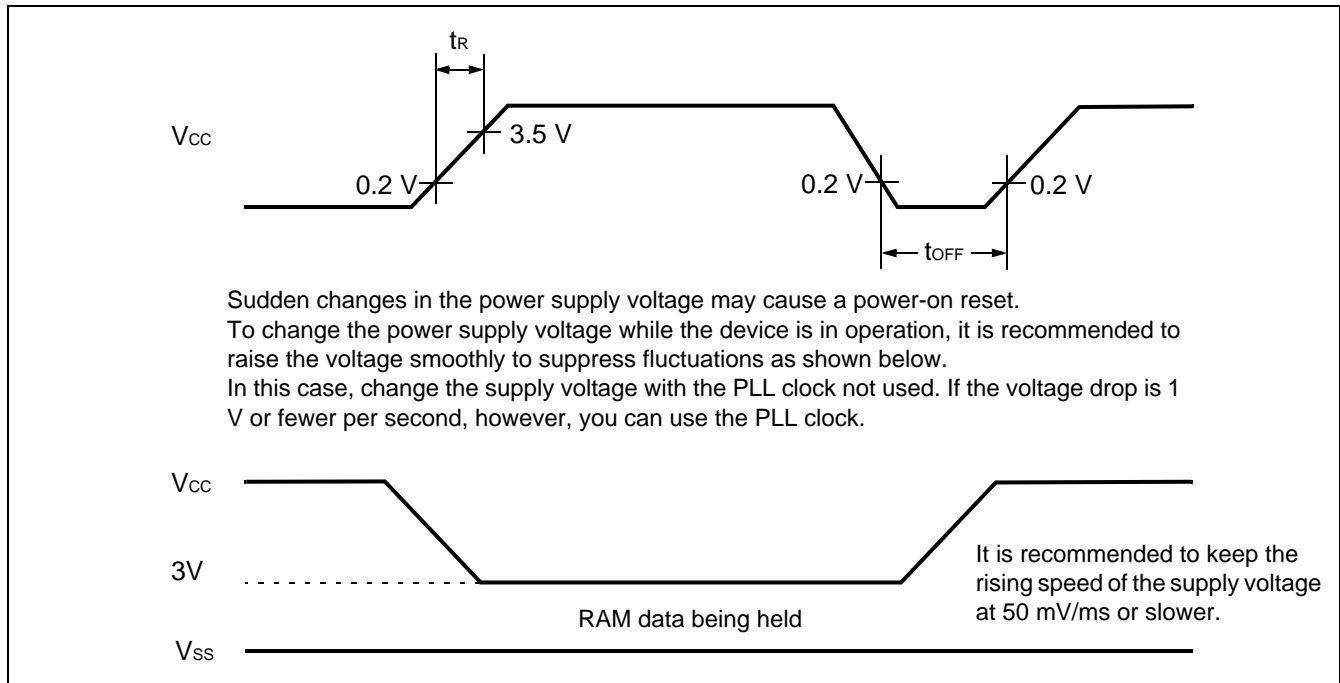 tR
VCC
3.5 V
0.2 V
0.2 V
0.2 V
tOFF
Sudden changes in the power supply voltage may cause a power-on reset.
To change the power supply voltage while the device is in operation, it is recommended to
raise the voltage smoothly to suppress fluctuations as shown below.
In this case, change the supply voltage with the PLL clock not used. If the voltage drop is 1
V or fewer per second, however, you can use the PLL clock.
VCC
3V
It is recommended to keep the
rising speed of the supply voltage
at 50 mV/ms or slower.
RAM data being held
VSS